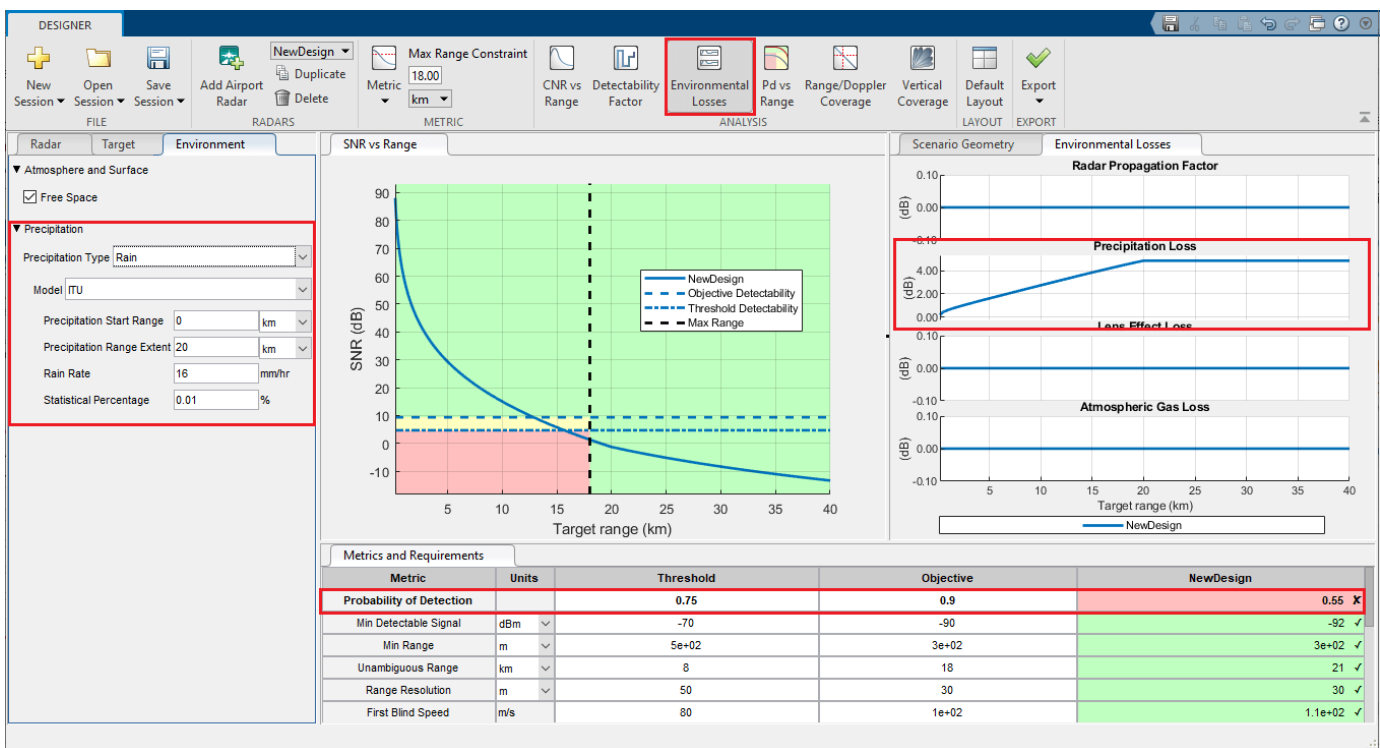 DESIGNER
New Session
Open Session
Save Session
FILE
Add Airport Radar
NewDesign
Duplicate
Delete
RADARS
Metric
Max Range Constraint
18.00
km
METRIC
CNR vs Range
Detectability Factor
Environmental Losses
Pd vs Range
Range/Doppler Coverage
Vertical Coverage
ANALYSIS
Default Layout
LAYOUT
Export
EXPORT
Radar Target Environment
Atmosphere and Surface
Free Space
Precipitation
Precipitation Type Rain
Model ITU
Precipitation Start Range 0 km
Precipitation Range Extent 20 km
Rain Rate 16 mm/hr
Statistical Percentage 0.01 %
SNR vs Range
SNR (dB)
90
80
70
60
50
40
30
20
10
0
-10
5 10 15 20 25 30 35 40
Target range (km)
NewDesign
Objective Detectability
Threshold Detectability
Max Range
Scenario Geometry Environmental Losses
Radar Propagation Factor
(dB)
0.10
0.00
-0.10
Precipitation Loss
(dB)
4.00
2.00
0.00
Lens Effect Loss
(dB)
0.10
0.00
-0.10
Atmospheric Gas Loss
(dB)
0.10
0.00
-0.10
5 10 15 20 25 30 35 40
Target range (km)
NewDesign
Metrics and Requirements
Metric Units Threshold Objective NewDesign
Probability of Detection 0.75 0.9 0.55 ✗
Min Detectable Signal dBm -70 -90 -92 ✓
Min Range m 5e+02 3e+02 3e+02 ✓
Unambiguous Range km 8 18 21 ✓
Range Resolution m 50 30 30 ✓
First Blind Speed m/s 80 1e+02 1.1e+02 ✓